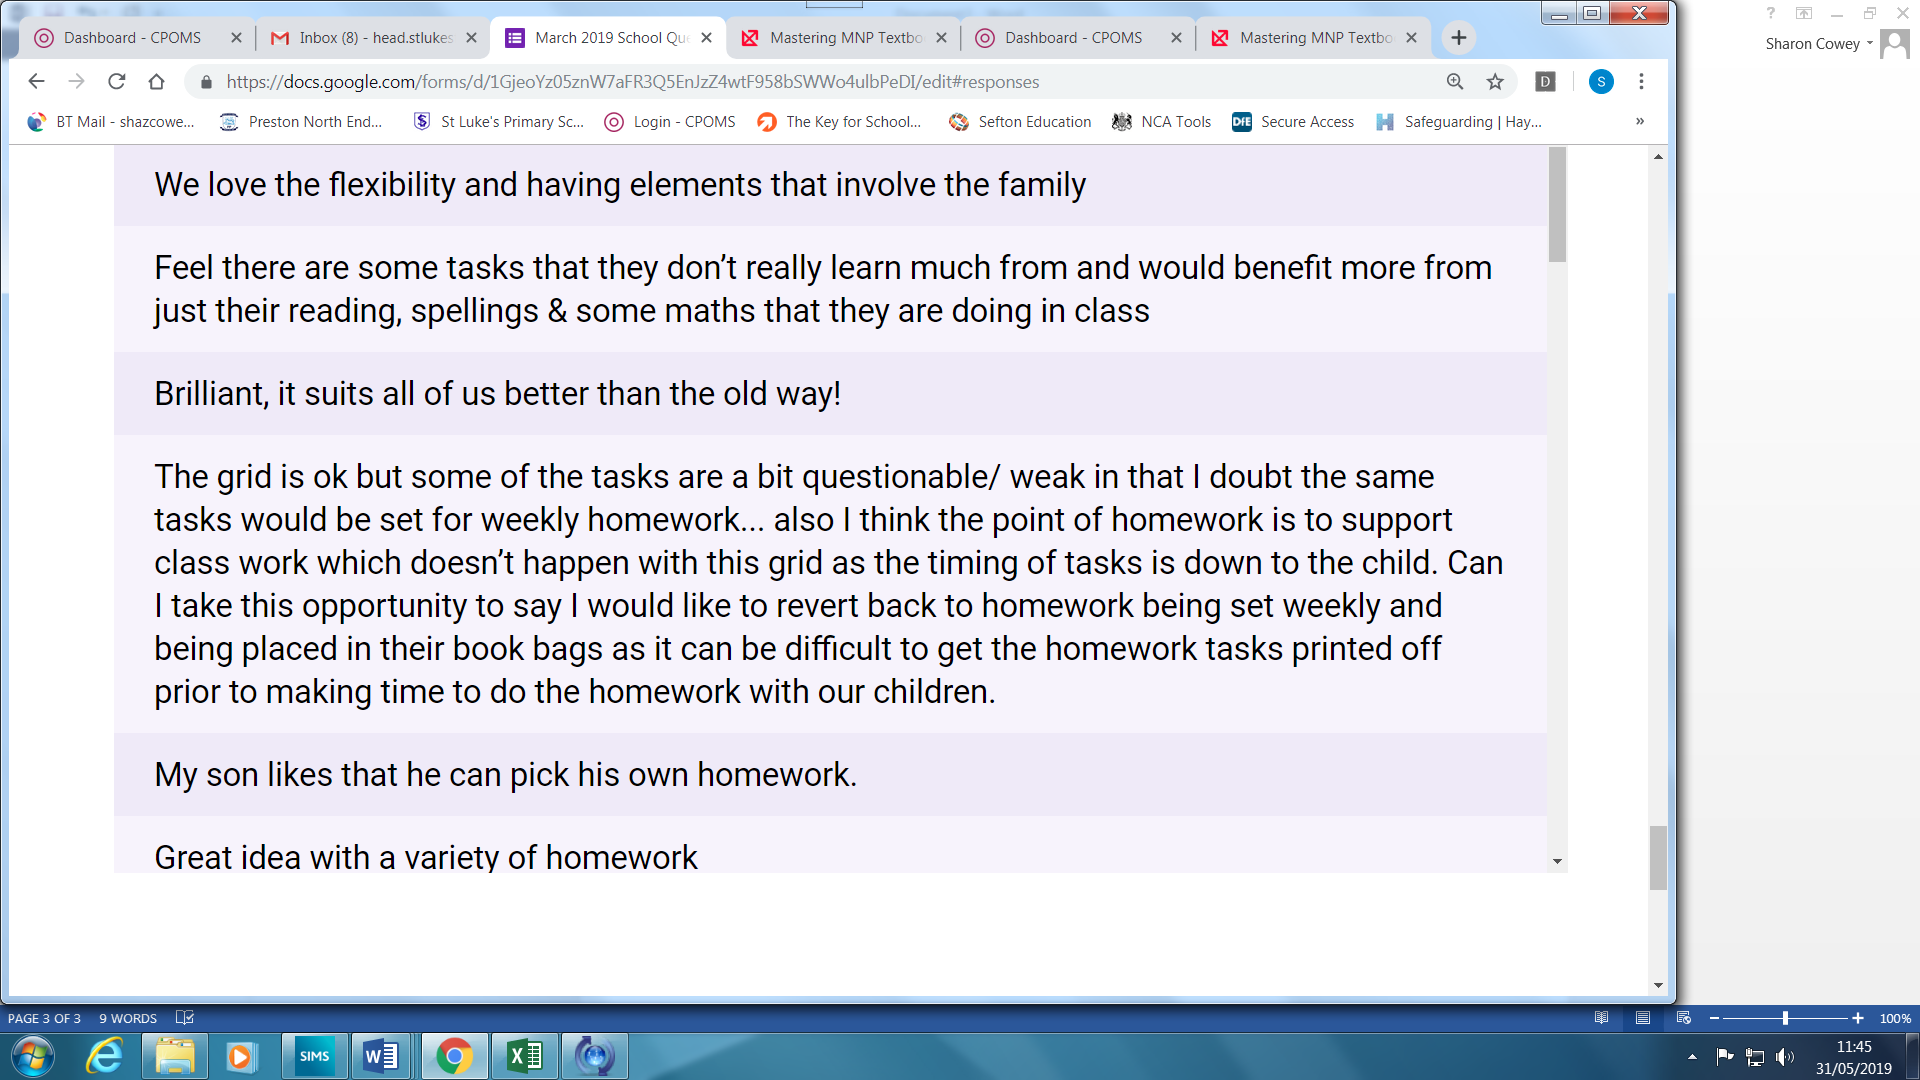 Dashboard - CPOMS
Inbox (8) - head.stlukes
March 2019 School Qu
Mastering MNP Textbo
Dashboard - CPOMS
Mastering MNP Textbo
Sharon Cowey
https://docs.google.com/forms/d/1GjeoYz05znW7aFR3Q5EnJzZ4wtF958bSWWo4ulbPeDI/edit#responses
D
S
BT Mail - shazcowe...
Preston North End...
St Luke's Primary Sc...
Login - CPOMS
The Key for School...
Sefton Education
NCA Tools
DfE Secure Access
Safeguarding | Hay...
»
We love the flexibility and having elements that involve the family
Feel there are some tasks that they don’t really learn much from and would benefit more from
just their reading, spellings & some maths that they are doing in class
Brilliant, it suits all of us better than the old way!
The grid is ok but some of the tasks are a bit questionable/ weak in that I doubt the same
tasks would be set for weekly homework... also I think the point of homework is to support
class work which doesn’t happen with this grid as the timing of tasks is down to the child. Can
I take this opportunity to say I would like to revert back to homework being set weekly and
being placed in their book bags as it can be difficult to get the homework tasks printed off
prior to making time to do the homework with our children.
My son likes that he can pick his own homework.
Great idea with a variety of homework
PAGE 3 OF 3
9 WORDS
100%
SIMS
11:45
31/05/2019